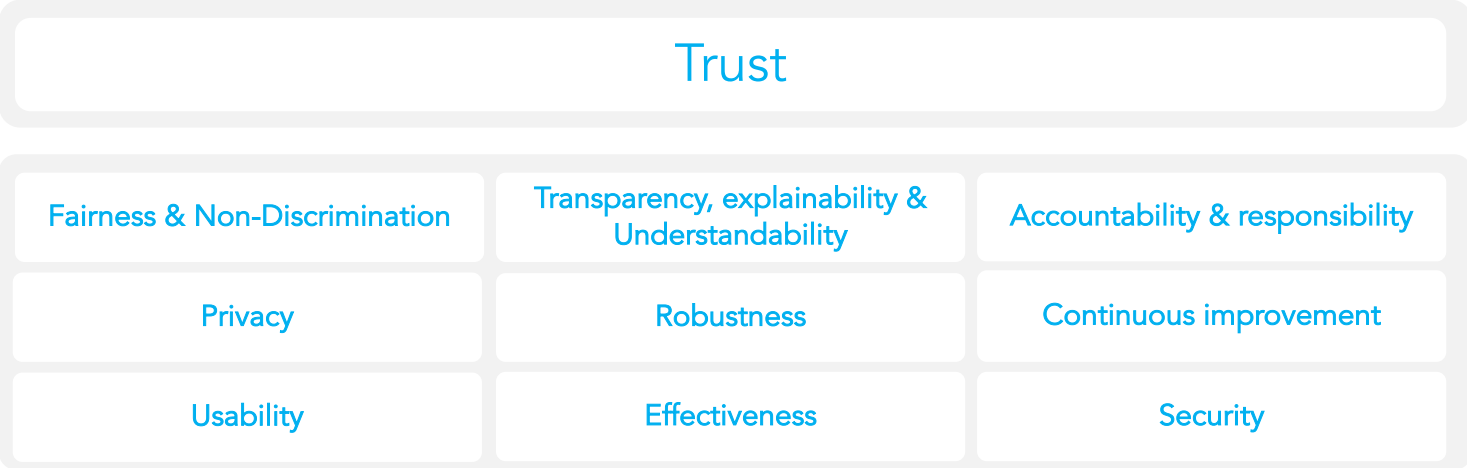 Trust
Fairness & Non-Discrimination
Transparency, explainability &
Understandability
Accountability & responsibility
Privacy
Robustness
Continuous improvement
Usability
Effectiveness
Security